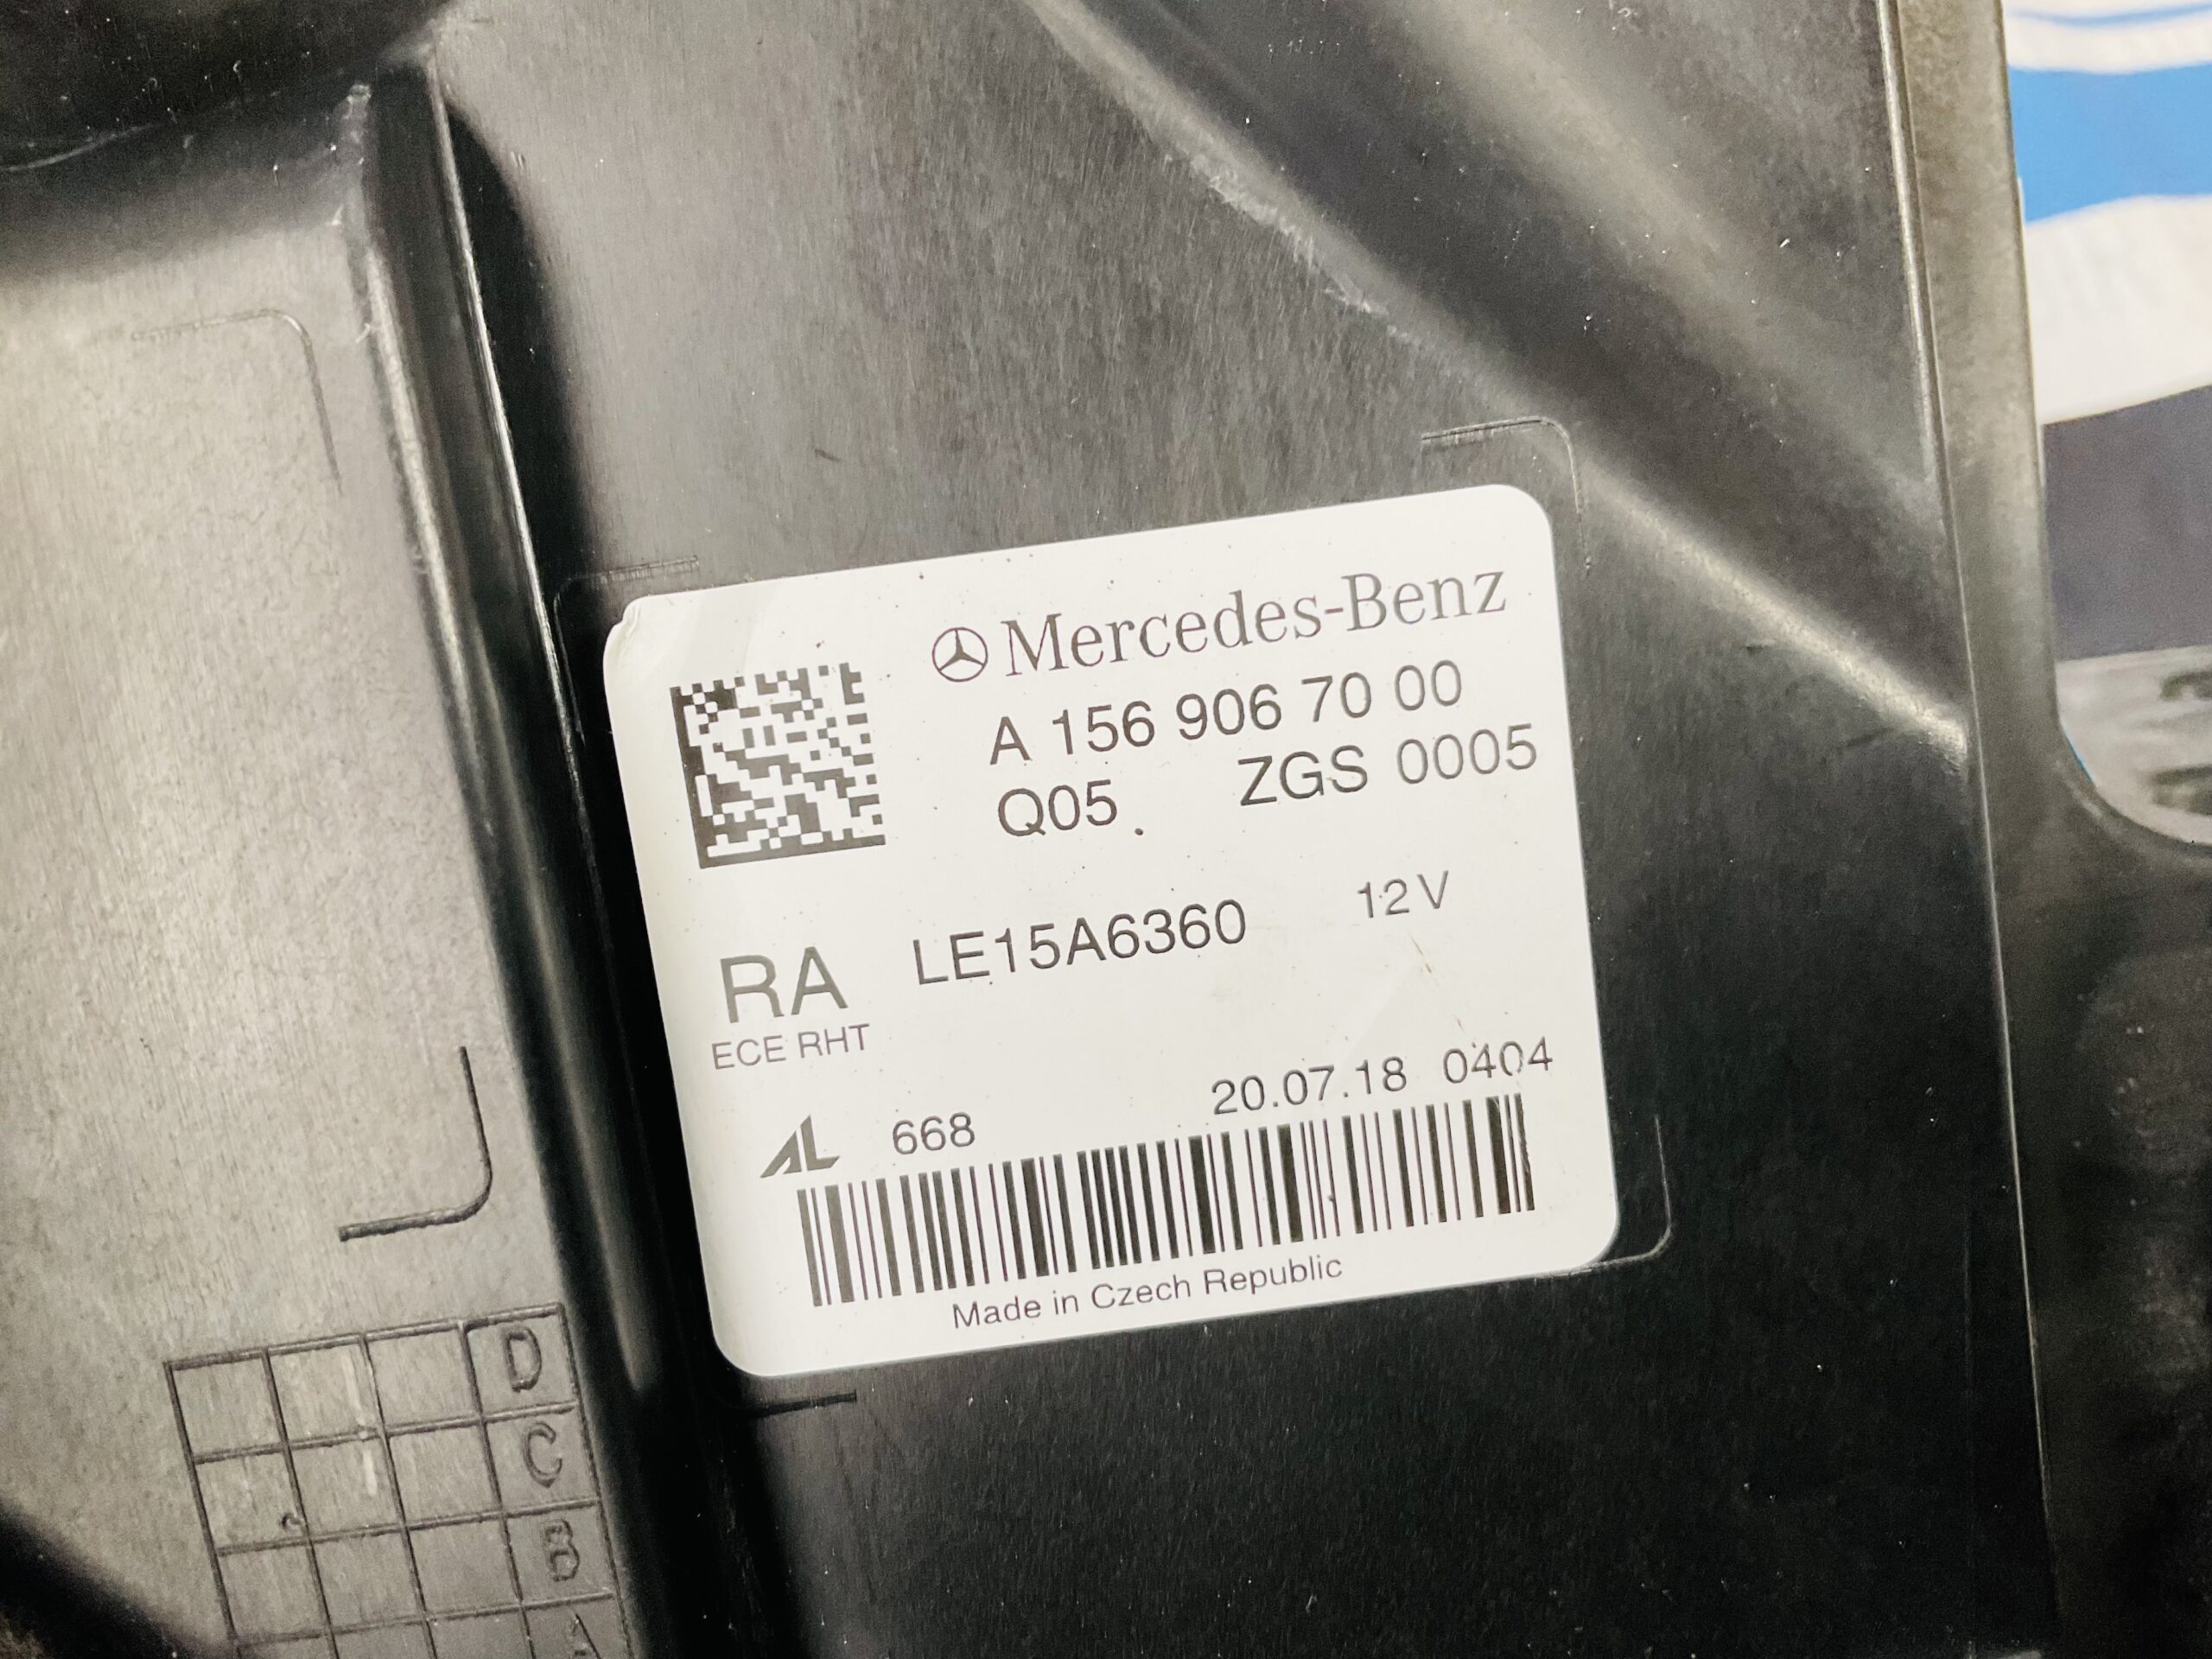 Mercedes-Benz
A 156 906 70 00
Q05 ZGS 0005
RA LE15A6360 12V
ECE RHT
AL 668 20.07.18 0404
Made in Czech Republic
D
C
B
A